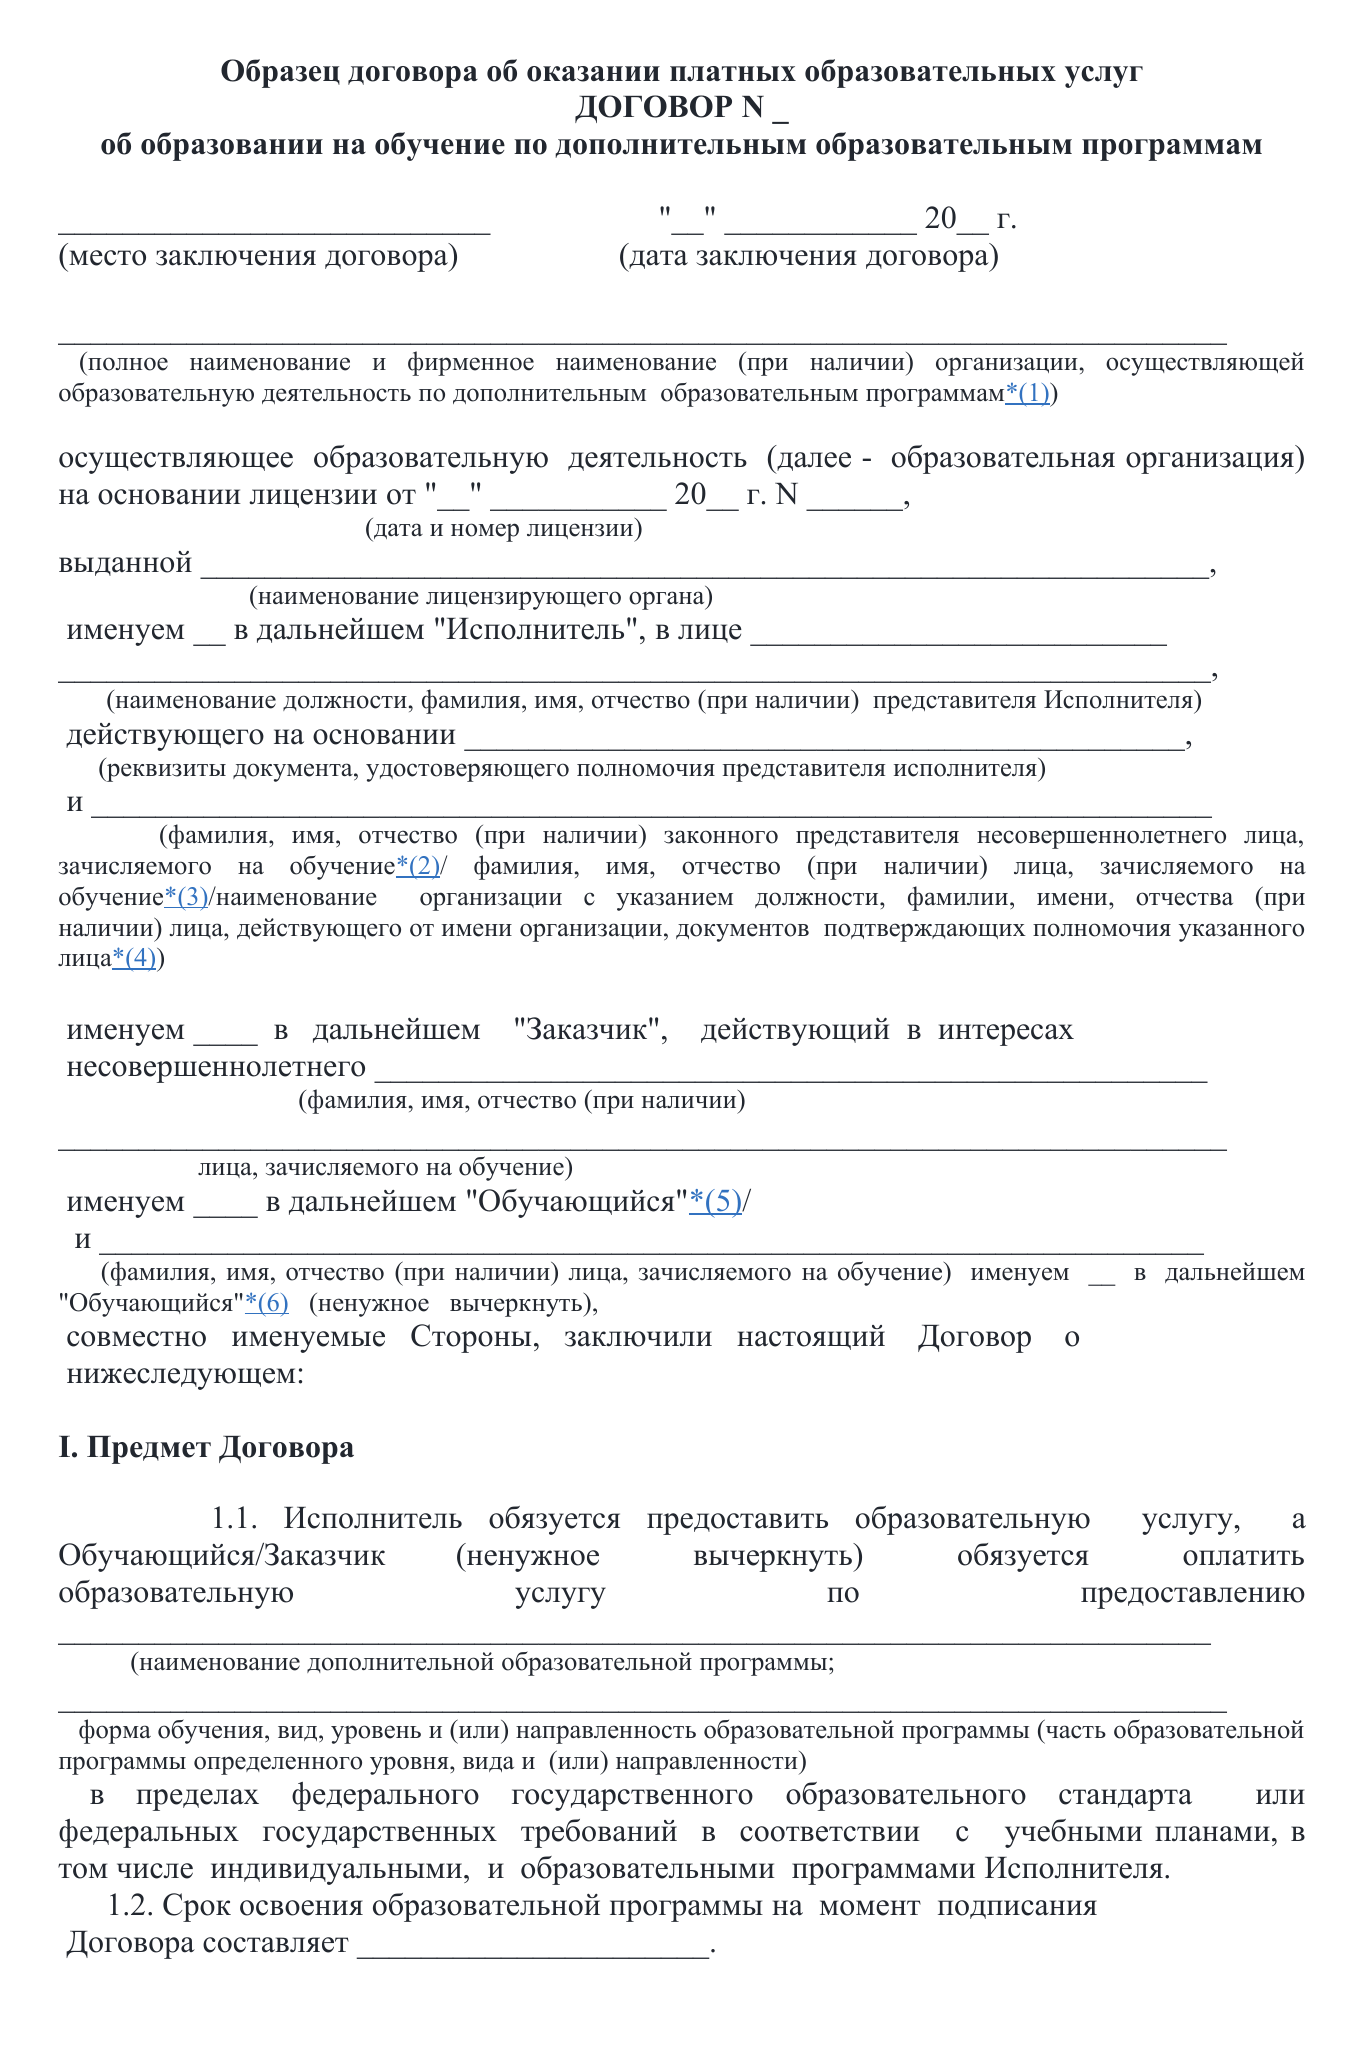 Образец договора об оказании платных образовательных услуг
ДОГОВОР N _
об образовании на обучение по дополнительным образовательным программам
___________________________ "__" ____________ 20__ г.
(место заключения договора) (дата заключения договора)
_________________________________________________________________________
(полное наименование и фирменное наименование (при наличии) организации, осуществляющей
образовательную деятельность по дополнительным образовательным программам*(1))
осуществляющее образовательную деятельность (далее - образовательная организация)
на основании лицензии от "__" ___________ 20__ г. N ______,
(дата и номер лицензии)
выданной _______________________________________________________________,
(наименование лицензирующего органа)
именуем __ в дальнейшем "Исполнитель", в лице __________________________
________________________________________________________________________,
(наименование должности, фамилия, имя, отчество (при наличии) представителя Исполнителя)
действующего на основании _____________________________________________,
(реквизиты документа, удостоверяющего полномочия представителя исполнителя)
и ______________________________________________________________________
(фамилия, имя, отчество (при наличии) законного представителя несовершеннолетнего лица,
зачисляемого на обучение*(2)/ фамилия, имя, отчество (при наличии) лица, зачисляемого на
обучение*(3)/наименование организации с указанием должности, фамилии, имени, отчества (при
наличии) лица, действующего от имени организации, документов подтверждающих полномочия указанного
лица*(4))
именуем ____ в дальнейшем "Заказчик", действующий в интересах
несовершеннолетнего ____________________________________________________
(фамилия, имя, отчество (при наличии)
_________________________________________________________________________
лица, зачисляемого на обучение)
именуем ____ в дальнейшем "Обучающийся"*(5)/
и _____________________________________________________________________
(фамилия, имя, отчество (при наличии) лица, зачисляемого на обучение) именуем __ в дальнейшем
"Обучающийся"*(6) (ненужное вычеркнуть),
совместно именуемые Стороны, заключили настоящий Договор о
нижеследующем:
I. Предмет Договора
1.1. Исполнитель обязуется предоставить образовательную услугу, а
Обучающийся/Заказчик (ненужное вычеркнуть) обязуется оплатить
образовательную услугу по предоставлению
________________________________________________________________________
(наименование дополнительной образовательной программы;
_________________________________________________________________________
форма обучения, вид, уровень и (или) направленность образовательной программы (часть образовательной
программы определенного уровня, вида и (или) направленности)
в пределах федерального государственного образовательного стандарта или
федеральных государственных требований в соответствии с учебными планами, в
том числе индивидуальными, и образовательными программами Исполнителя.
1.2. Срок освоения образовательной программы на момент подписания
Договора составляет ______________________.